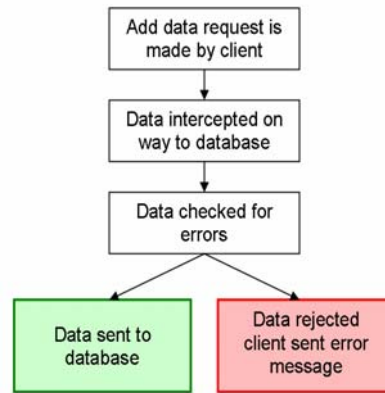 Add data request is
made by client
Data intercepted on
way to database
Data checked for
errors
Data sent to
database
Data rejected
client sent error
message